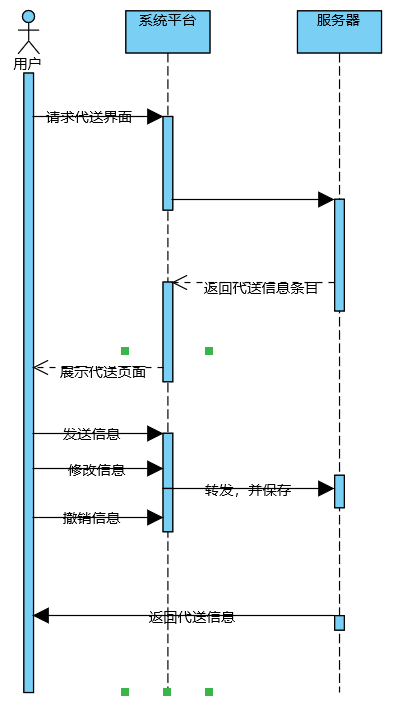 系统平台
服务器
用户
请求代送界面
返回代送信息条目
展示代送页面
发送信息
修改信息
转发，并保存
撤销信息
返回代送信息